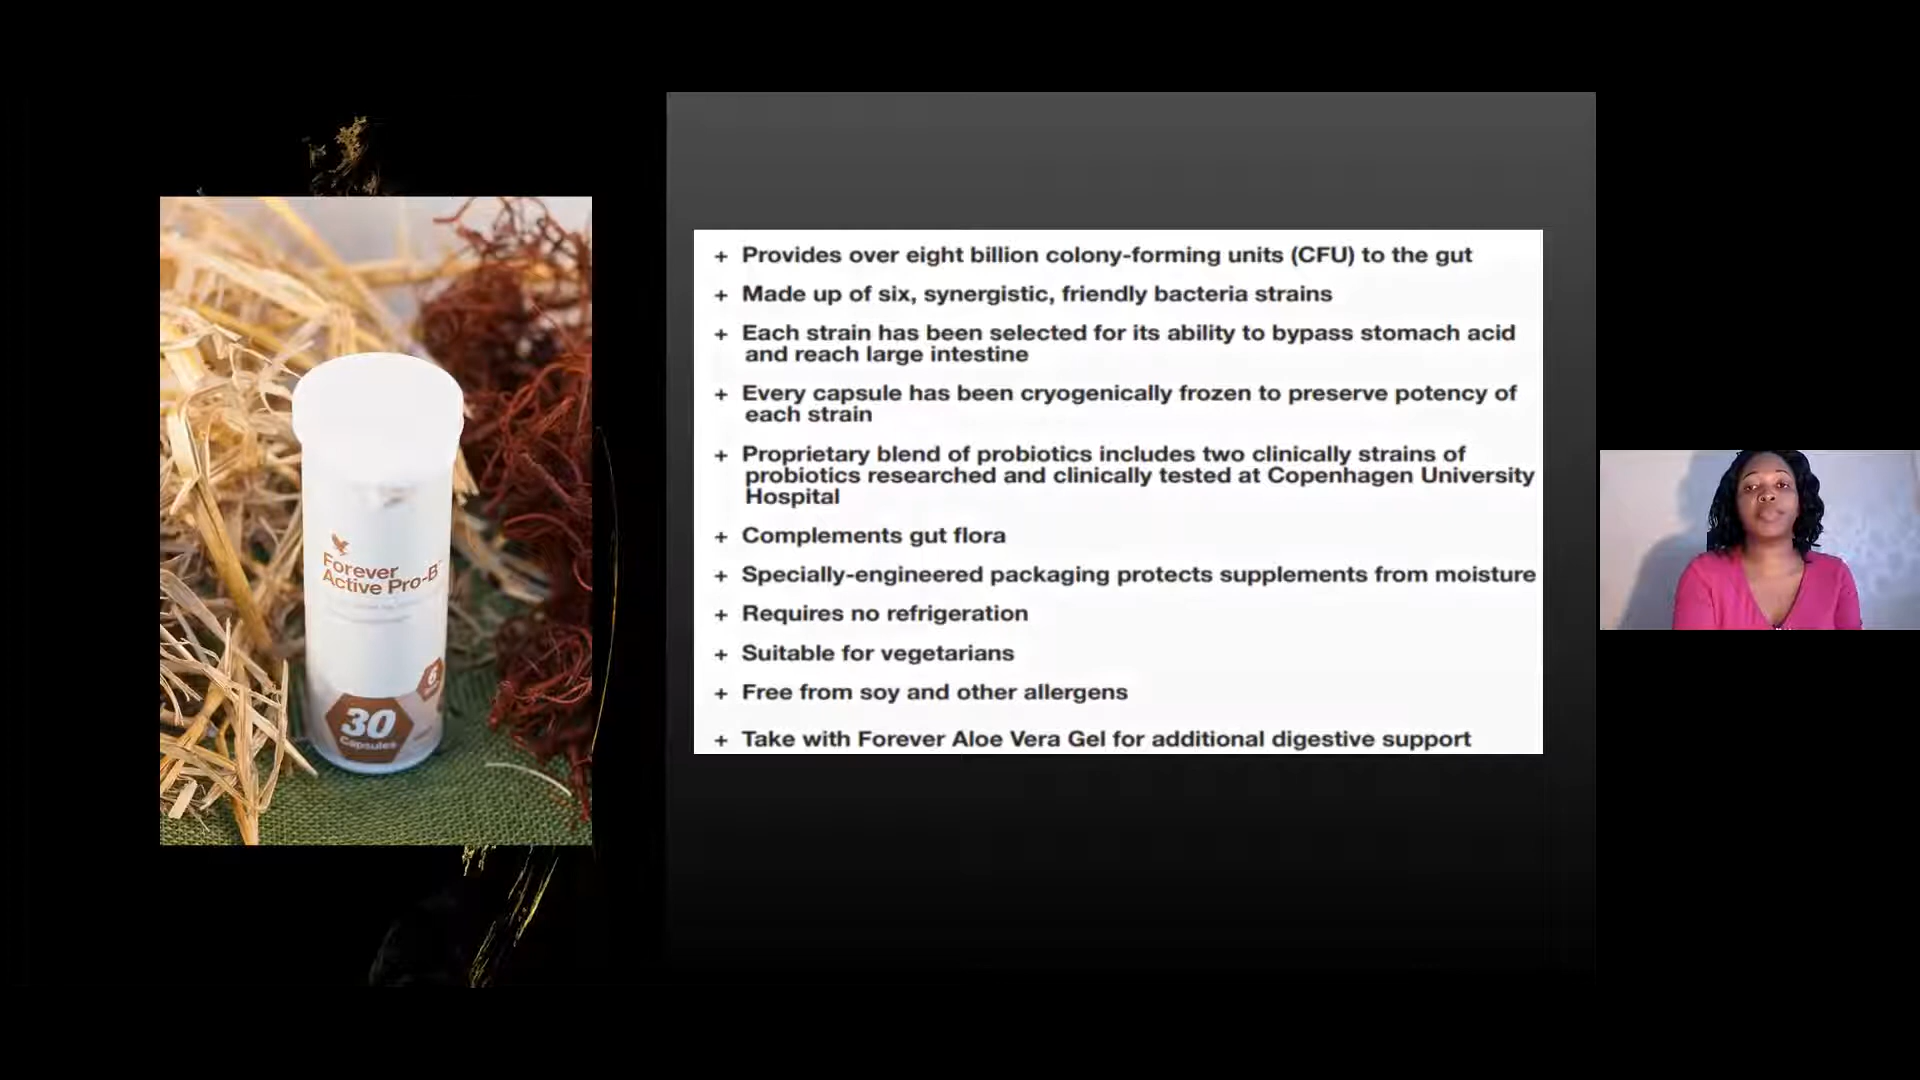 Forever
Active Pro-B™
6
30
Capsules
+ Provides over eight billion colony-forming units (CFU) to the gut
+ Made up of six, synergistic, friendly bacteria strains
+ Each strain has been selected for its ability to bypass stomach acid
and reach large intestine
+ Every capsule has been cryogenically frozen to preserve potency of
each strain
+ Proprietary blend of probiotics includes two clinically strains of
probiotics researched and clinically tested at Copenhagen University
Hospital
+ Complements gut flora
+ Specially-engineered packaging protects supplements from moisture
+ Requires no refrigeration
+ Suitable for vegetarians
+ Free from soy and other allergens
+ Take with Forever Aloe Vera Gel for additional digestive support